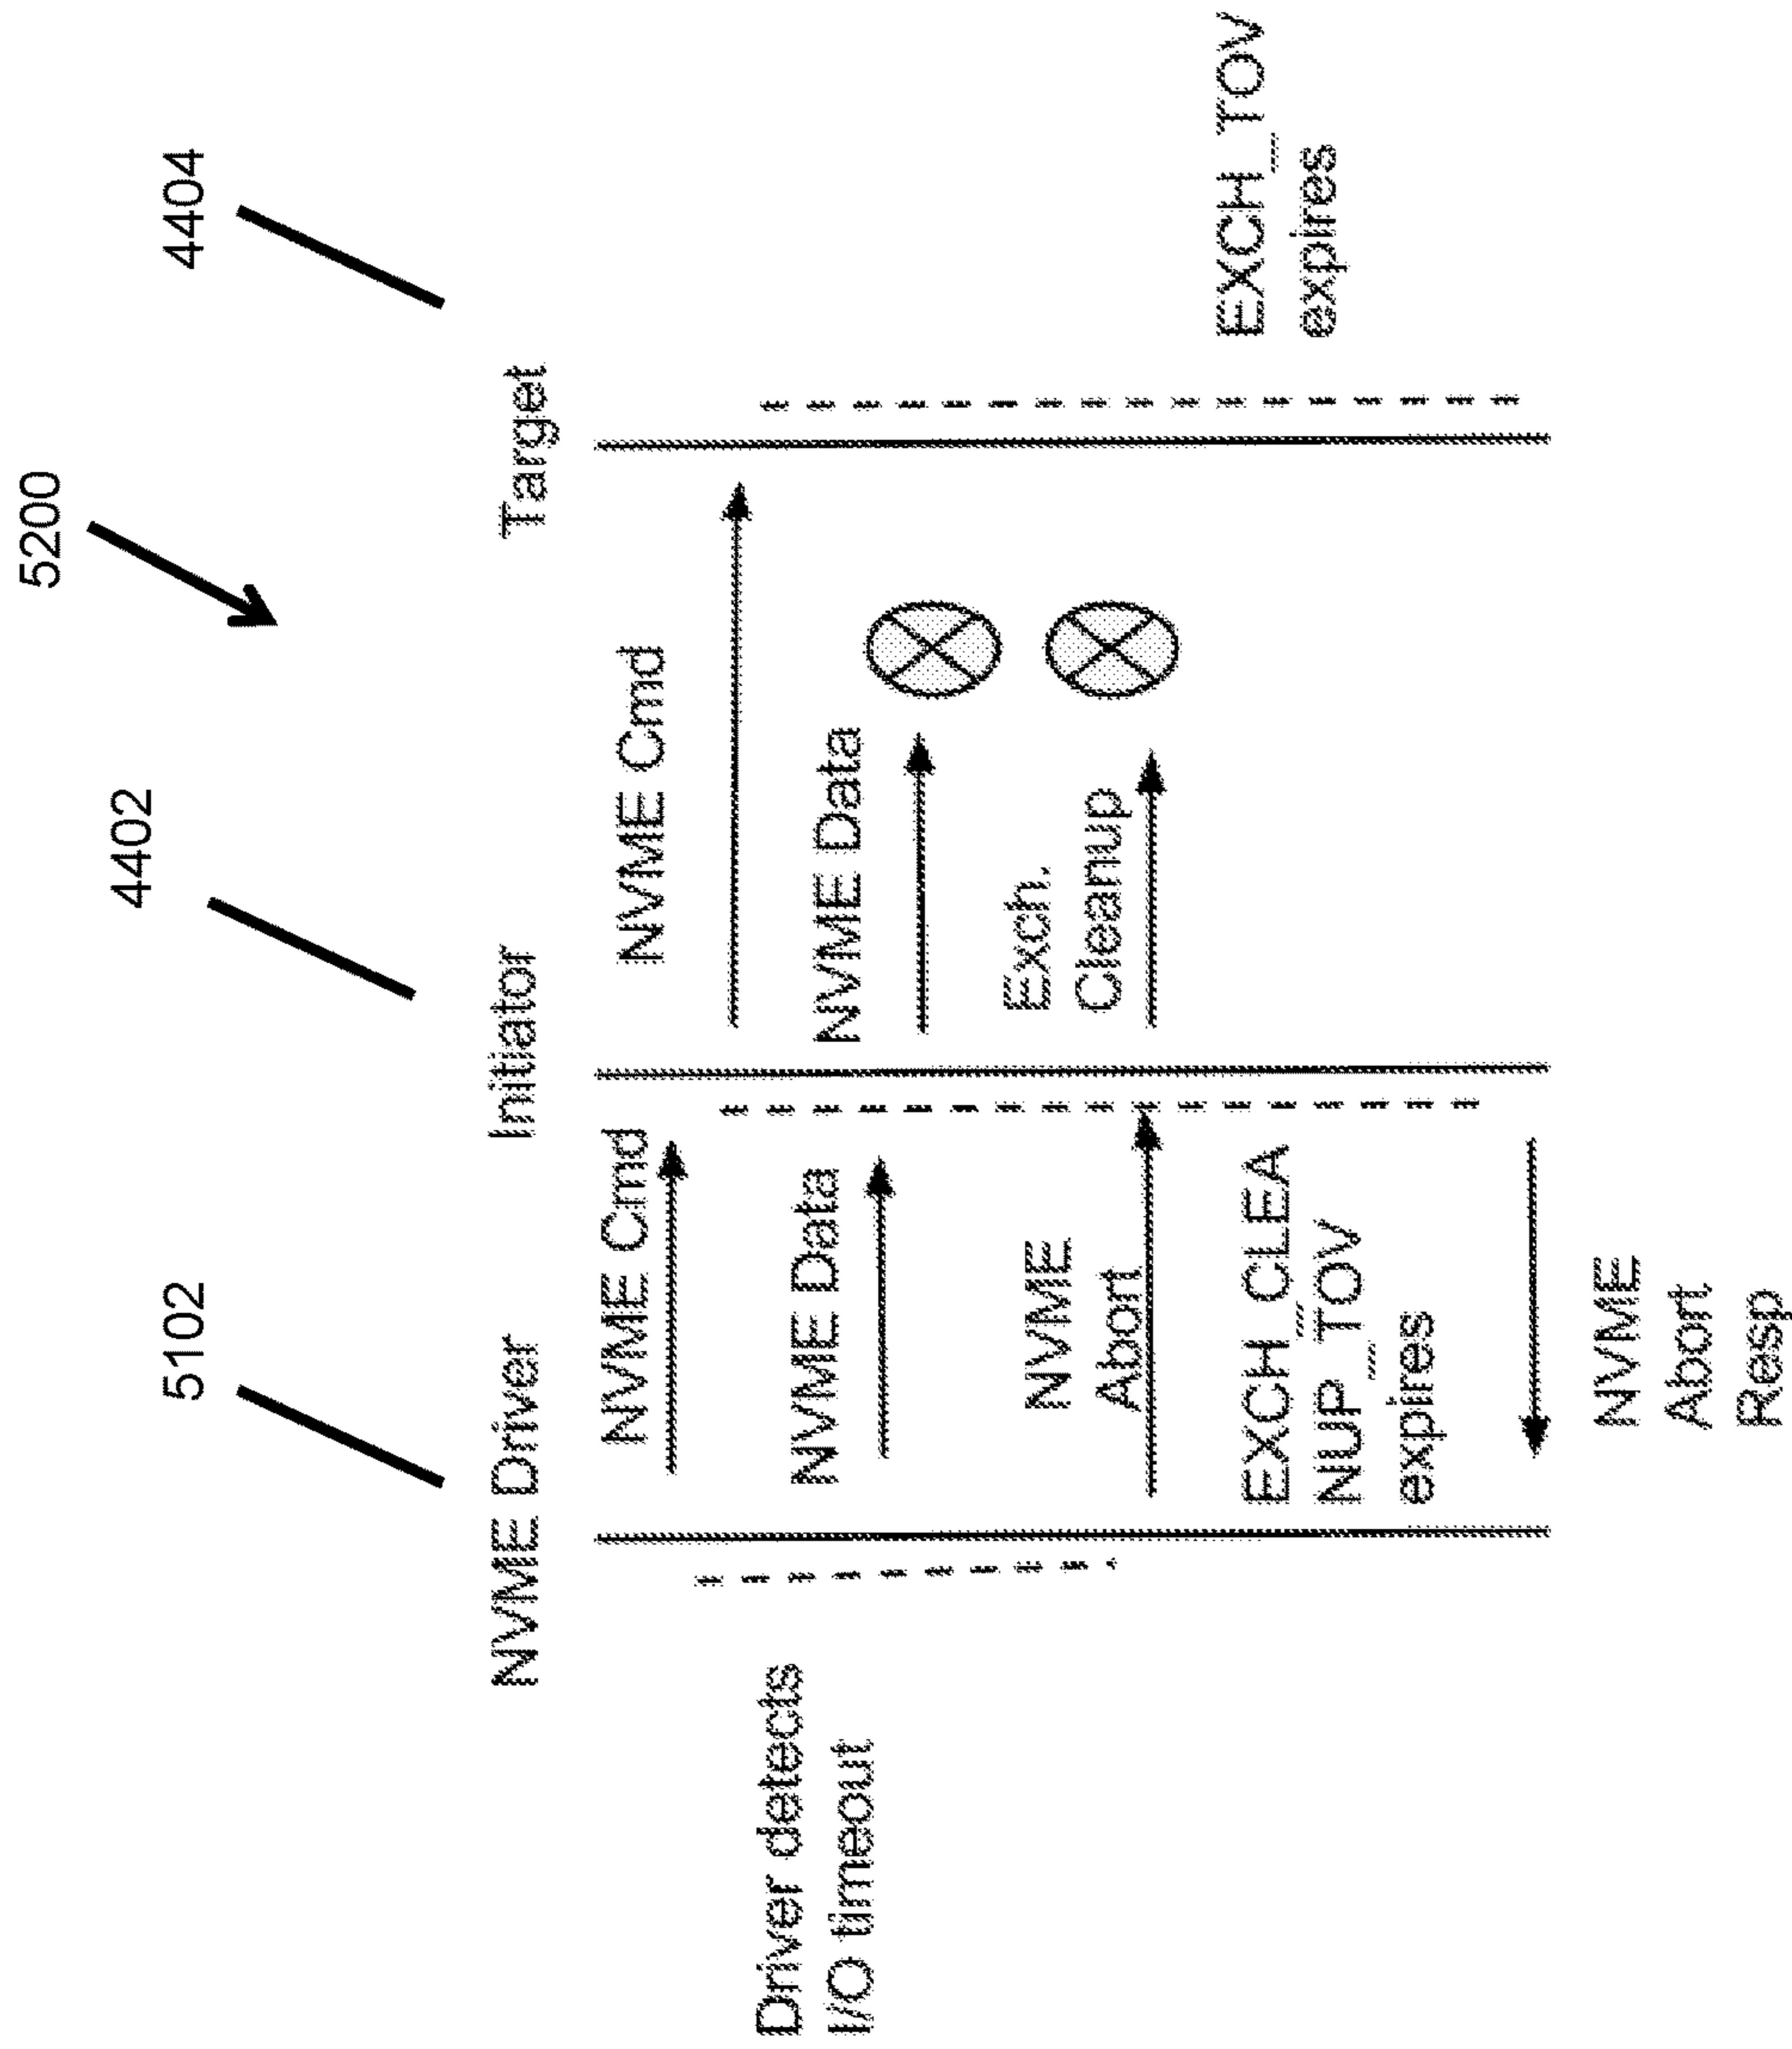 5200
5102
4402
4404
NVME Driver
Initiator
Target
NVME Cmd
NVME Cmd
Driver detects
I/O timeout
NVME Data
NVME Data
NVME
Abort
Exch.
Cleanup
EXCH_CLEA
NUP_TOV
expires
EXCH_TOV
expires
NVME
Abort
Resp